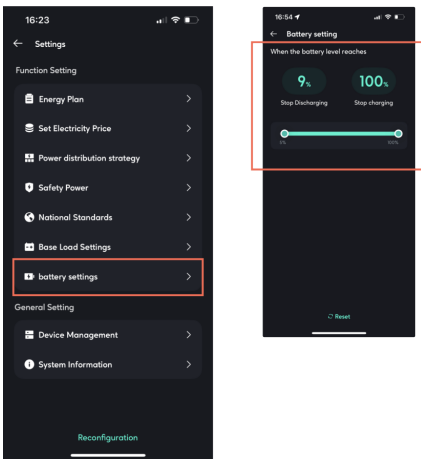 16:23
Settings
Function Setting
Energy Plan
Set Electricity Price
Power distribution strategy
Safety Power
National Standards
Base Load Settings
battery settings
General Setting
Device Management
System Information
Reconfiguration
16:54
Battery setting
When the battery level reaches
9%
100%
Stop Discharging
Stop charging
5%
100%
Reset